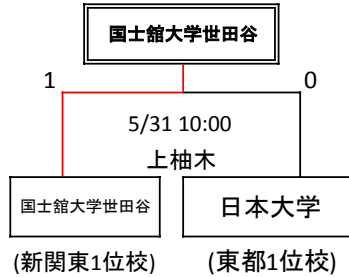 国士舘大学世田谷
1 0
5/31 10:00
上柚木
国士舘大学世田谷 日本大学
(新関東1位校) (東都1位校)